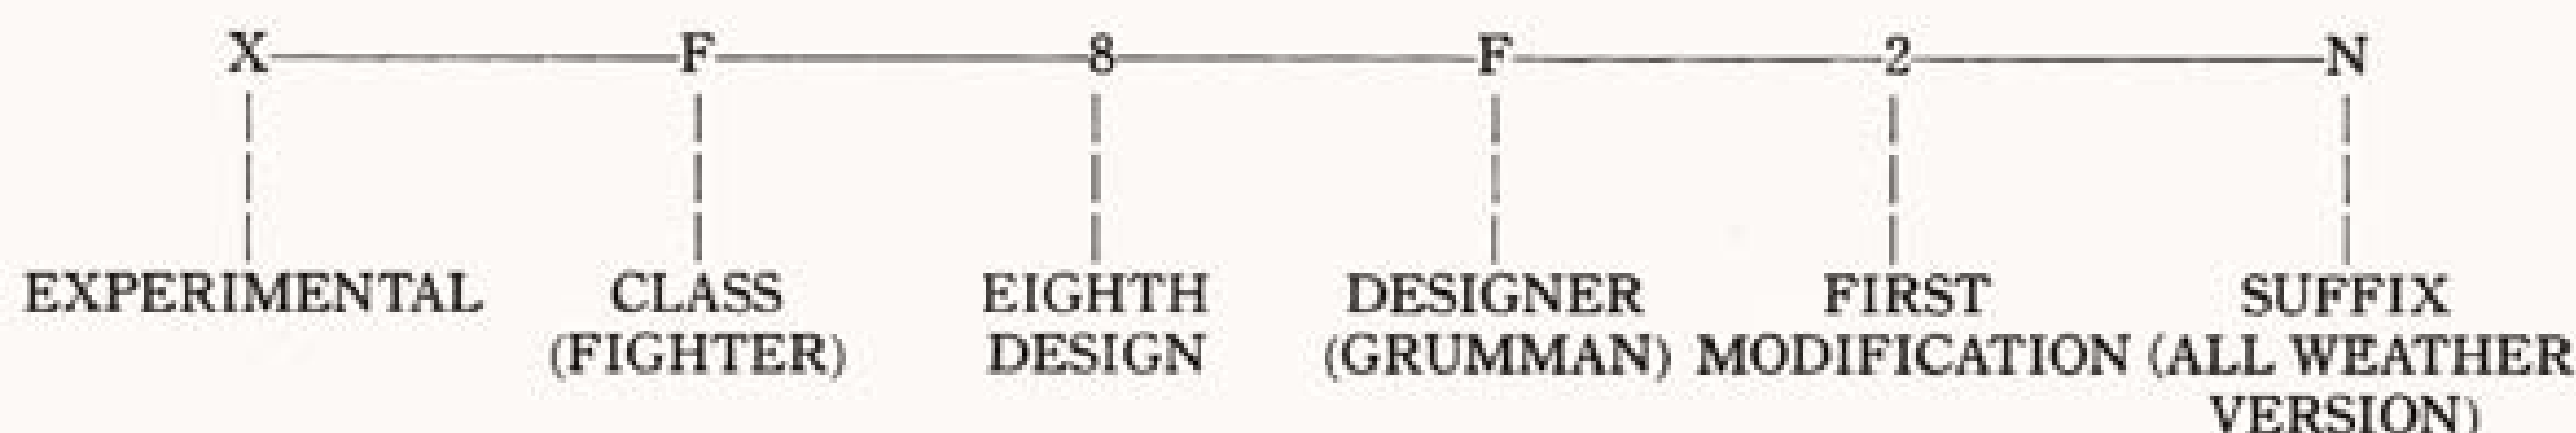 X F 8 F 2 N
EXPERIMENTAL CLASS EIGHTH DESIGNER FIRST SUFFIX
(FIGHTER) DESIGN (GRUMMAN) MODIFICATION (ALL WEATHER
VERSION)